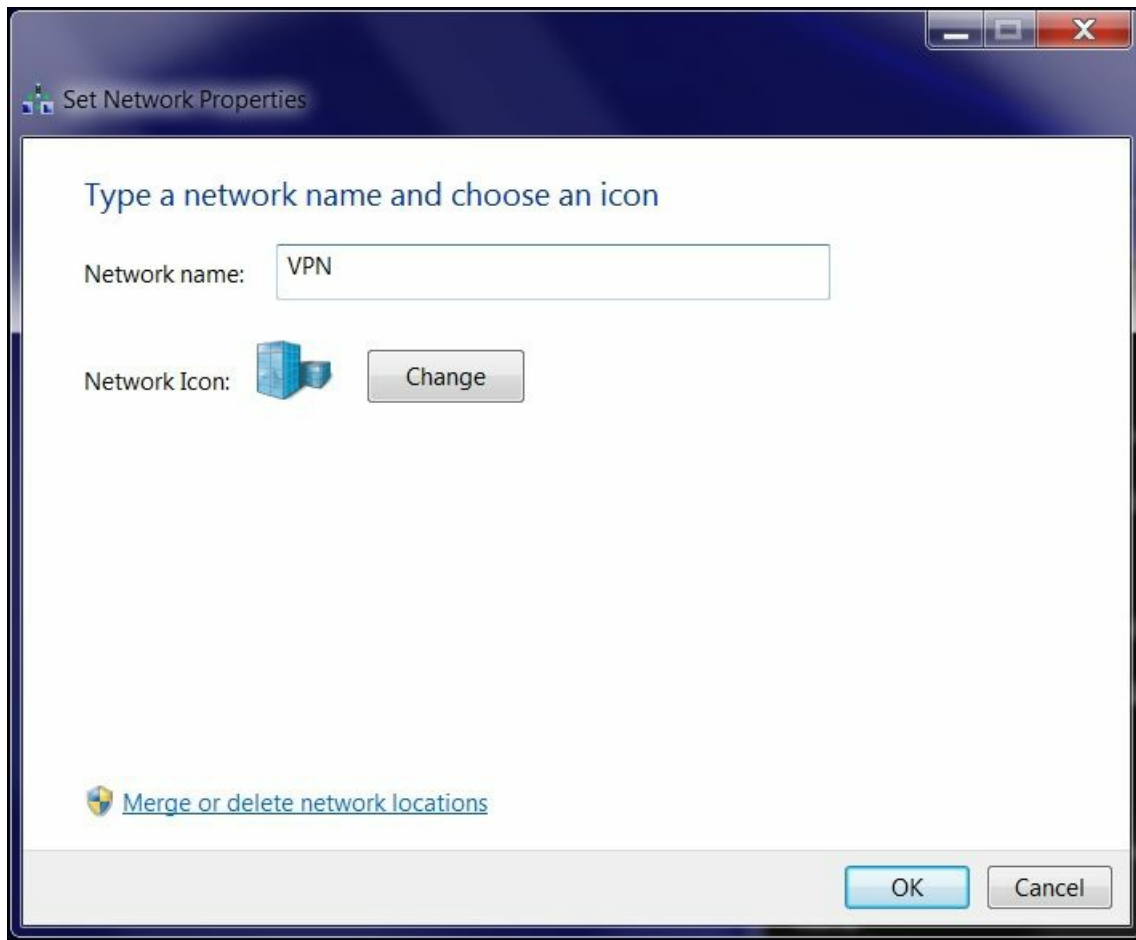 Set Network Properties
Type a network name and choose an icon
Network name: VPN
Network Icon: Change
Merge or delete network locations
OK Cancel